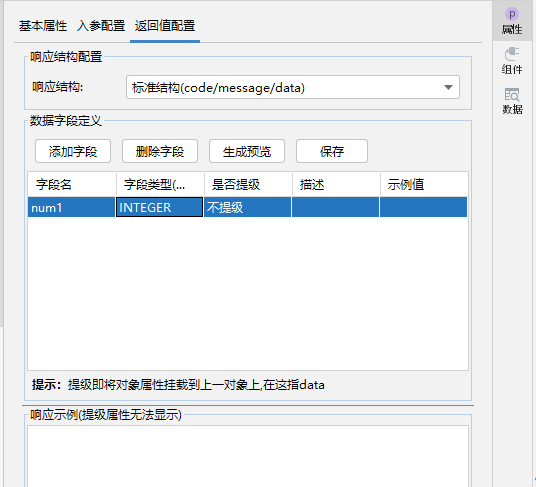 基本属性 入参配置 返回值配置
响应结构配置
响应结构: 标准结构(code/message/data)
数据字段定义
添加字段 删除字段 生成预览 保存
字段名 字段类型(... 是否提级 描述 示例值
num1 INTEGER 不提级
提示：提级即将对象属性挂载到上一对象上,在这指data
响应示例(提级属性无法显示)
p
属性
组件
数据